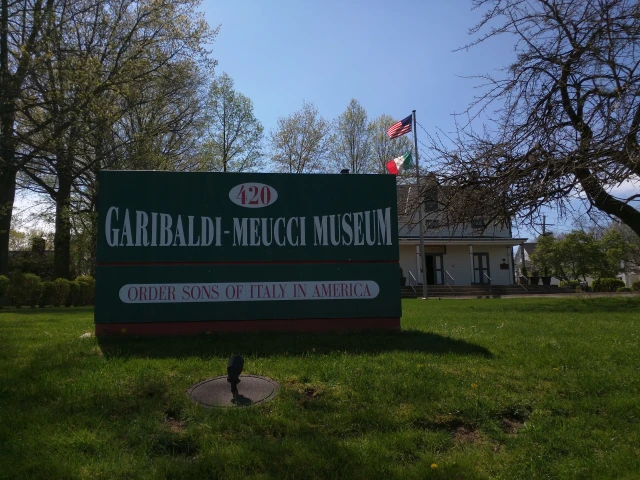 420
GARIBALDI-MEUCCI MUSEUM
ORDER SONS OF ITALY IN AMERICA